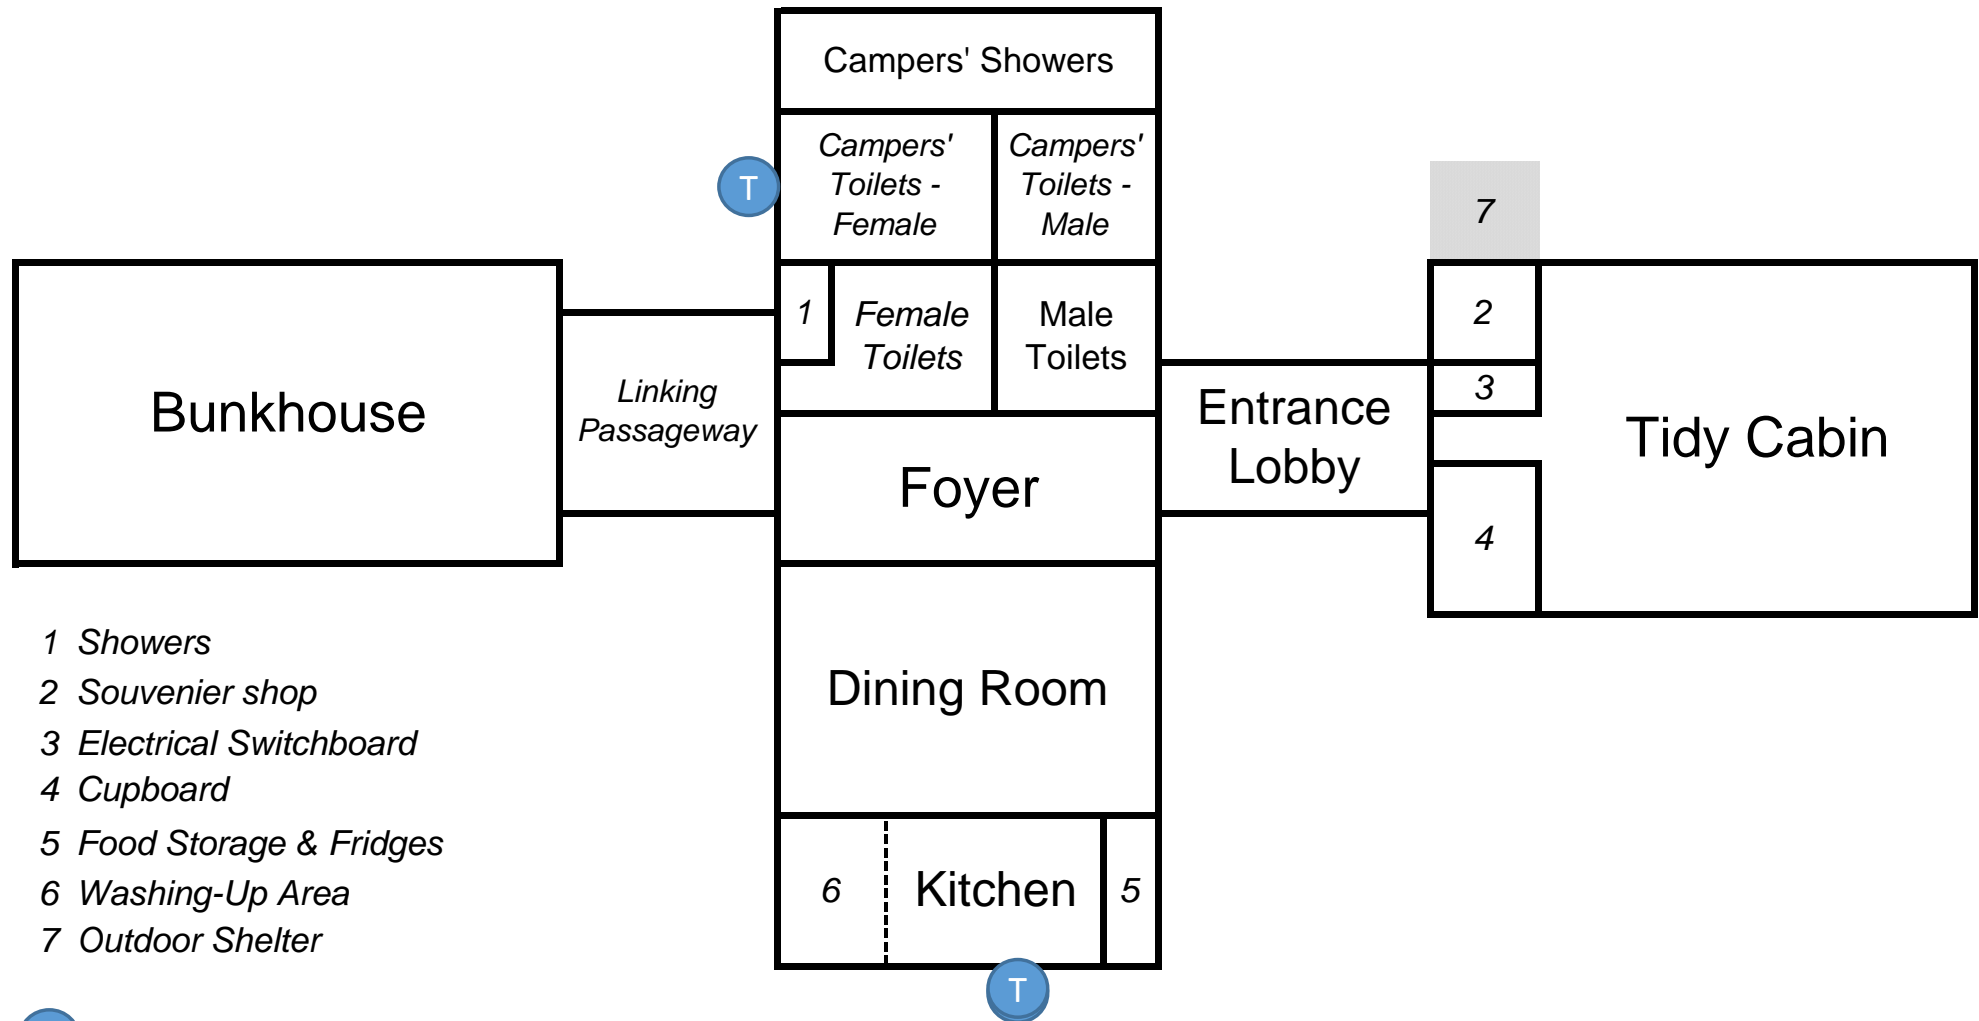 Campers' Showers
Campers'
Toilets -
Female
Campers'
Toilets -
Male
T
7
1
Female
Toilets
Male
Toilets
2
3
Bunkhouse
Linking
Passageway
Entrance
Lobby
Tidy Cabin
Foyer
4
Dining Room
1 Showers
2 Souvenier shop
3 Electrical Switchboard
4 Cupboard
5 Food Storage & Fridges
6 Washing-Up Area
7 Outdoor Shelter
6
Kitchen
5
T